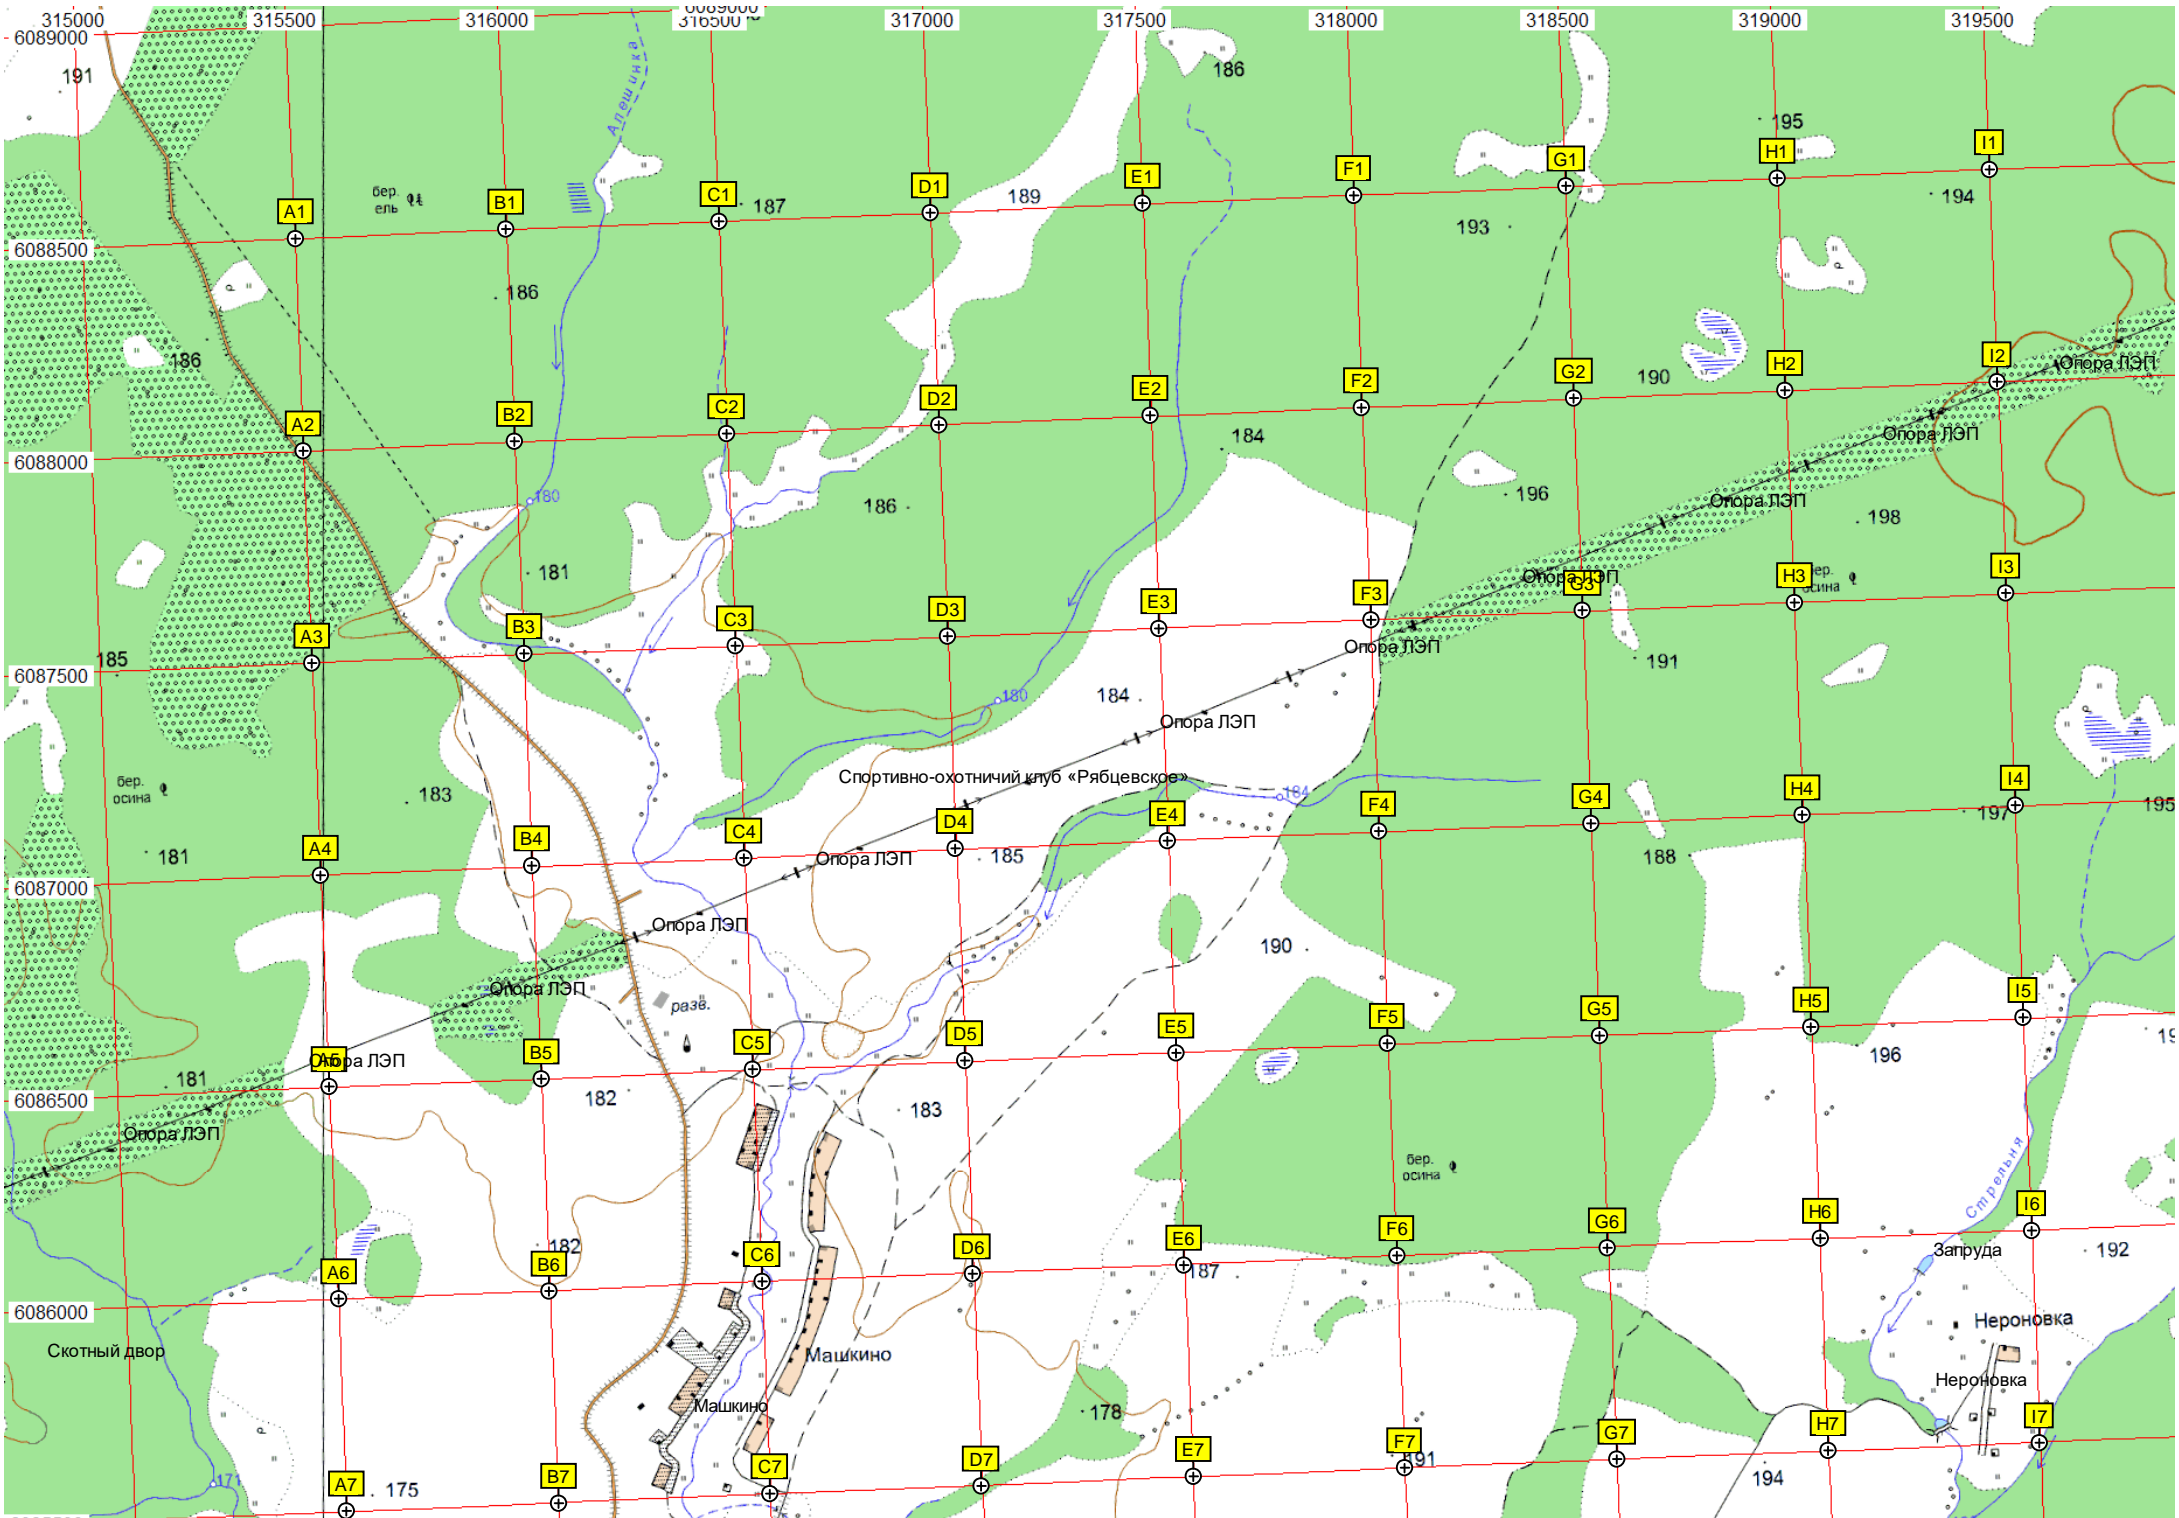 6089000
315000
315500
316000
316500
317000
317500
318000
318500
319000
319500
6089000
191
Алешинка
186
195
бер.
ель
187
189
194
193
A1
B1
C1
D1
E1
F1
G1
H1
I1
6088500
186
186
184
190
Опора ЛЭП
A2
B2
C2
D2
E2
F2
G2
H2
I2
Опора ЛЭП
6088000
180
186
196
Опора ЛЭП
198
181
Опора ЛЭП
бер.
осина
A3
B3
C3
D3
E3
F3
G3
H3
I3
Опора ЛЭП
185
191
6087500
180
184
Опора ЛЭП
Спортивно-охотничий клуб «Рябцевское»
бер.
осина
183
184
197
195
A4
B4
C4
D4
E4
F4
G4
H4
I4
181
Опора ЛЭП
185
188
6087000
Опора ЛЭП
190
Опора ЛЭП
разв.
A5
B5
C5
D5
E5
F5
G5
H5
I5
Опора ЛЭП
196
181
182
183
6086500
Опора ЛЭП
бер.
осина
Стрельня
182
187
Запруда
192
A6
B6
C6
D6
E6
F6
G6
H6
I6
6086000
Нероновка
Скотный двор
Машкино
Нероновка
Машкино
178
A7
B7
C7
D7
E7
F7
G7
H7
I7
171
175
191
194